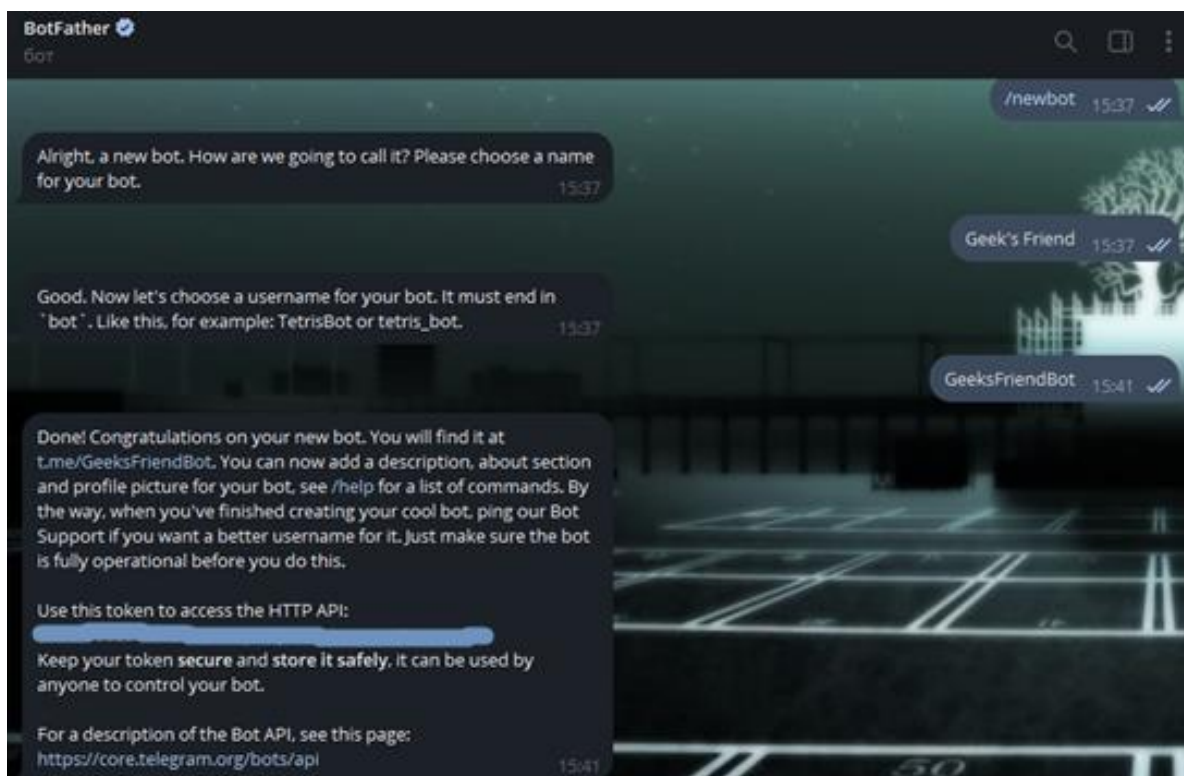 BotFather
бот
/newbot 15:37
Alright, a new bot. How are we going to call it? Please choose a name
for your bot.
15:37
Geek's Friend 15:37
Good. Now let's choose a username for your bot. It must end in
`bot`. Like this, for example: TetrisBot or tetris_bot.
15:37
GeeksFriendBot 15:41
Done! Congratulations on your new bot. You will find it at
t.me/GeeksFriendBot. You can now add a description, about section
and profile picture for your bot, see /help for a list of commands. By
the way, when you've finished creating your cool bot, ping our Bot
Support if you want a better username for it. Just make sure the bot
is fully operational before you do this.
Use this token to access the HTTP API:
Keep your token secure and store it safely, it can be used by
anyone to control your bot.
For a description of the Bot API, see this page:
https://core.telegram.org/bots/api
15:41
50